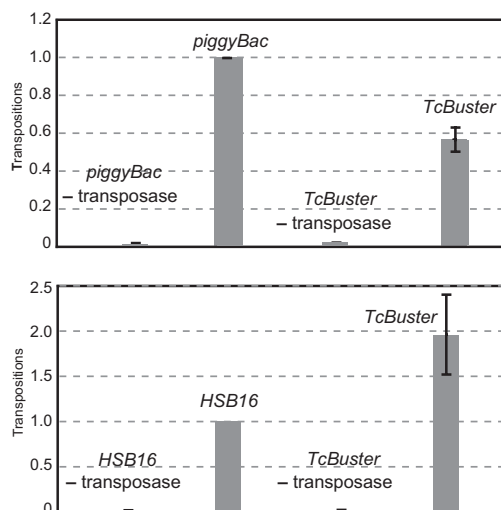 1.2
piggyBac
1.0
0.8
TcBuster
Transpositions
0.6
0.4
piggyBac
– transposase
TcBuster
– transposase
0.2
0
2.5
TcBuster
2.0
Transpositions
1.5
HSB16
1.0
HSB16
– transposase
TcBuster
– transposase
0.5
0